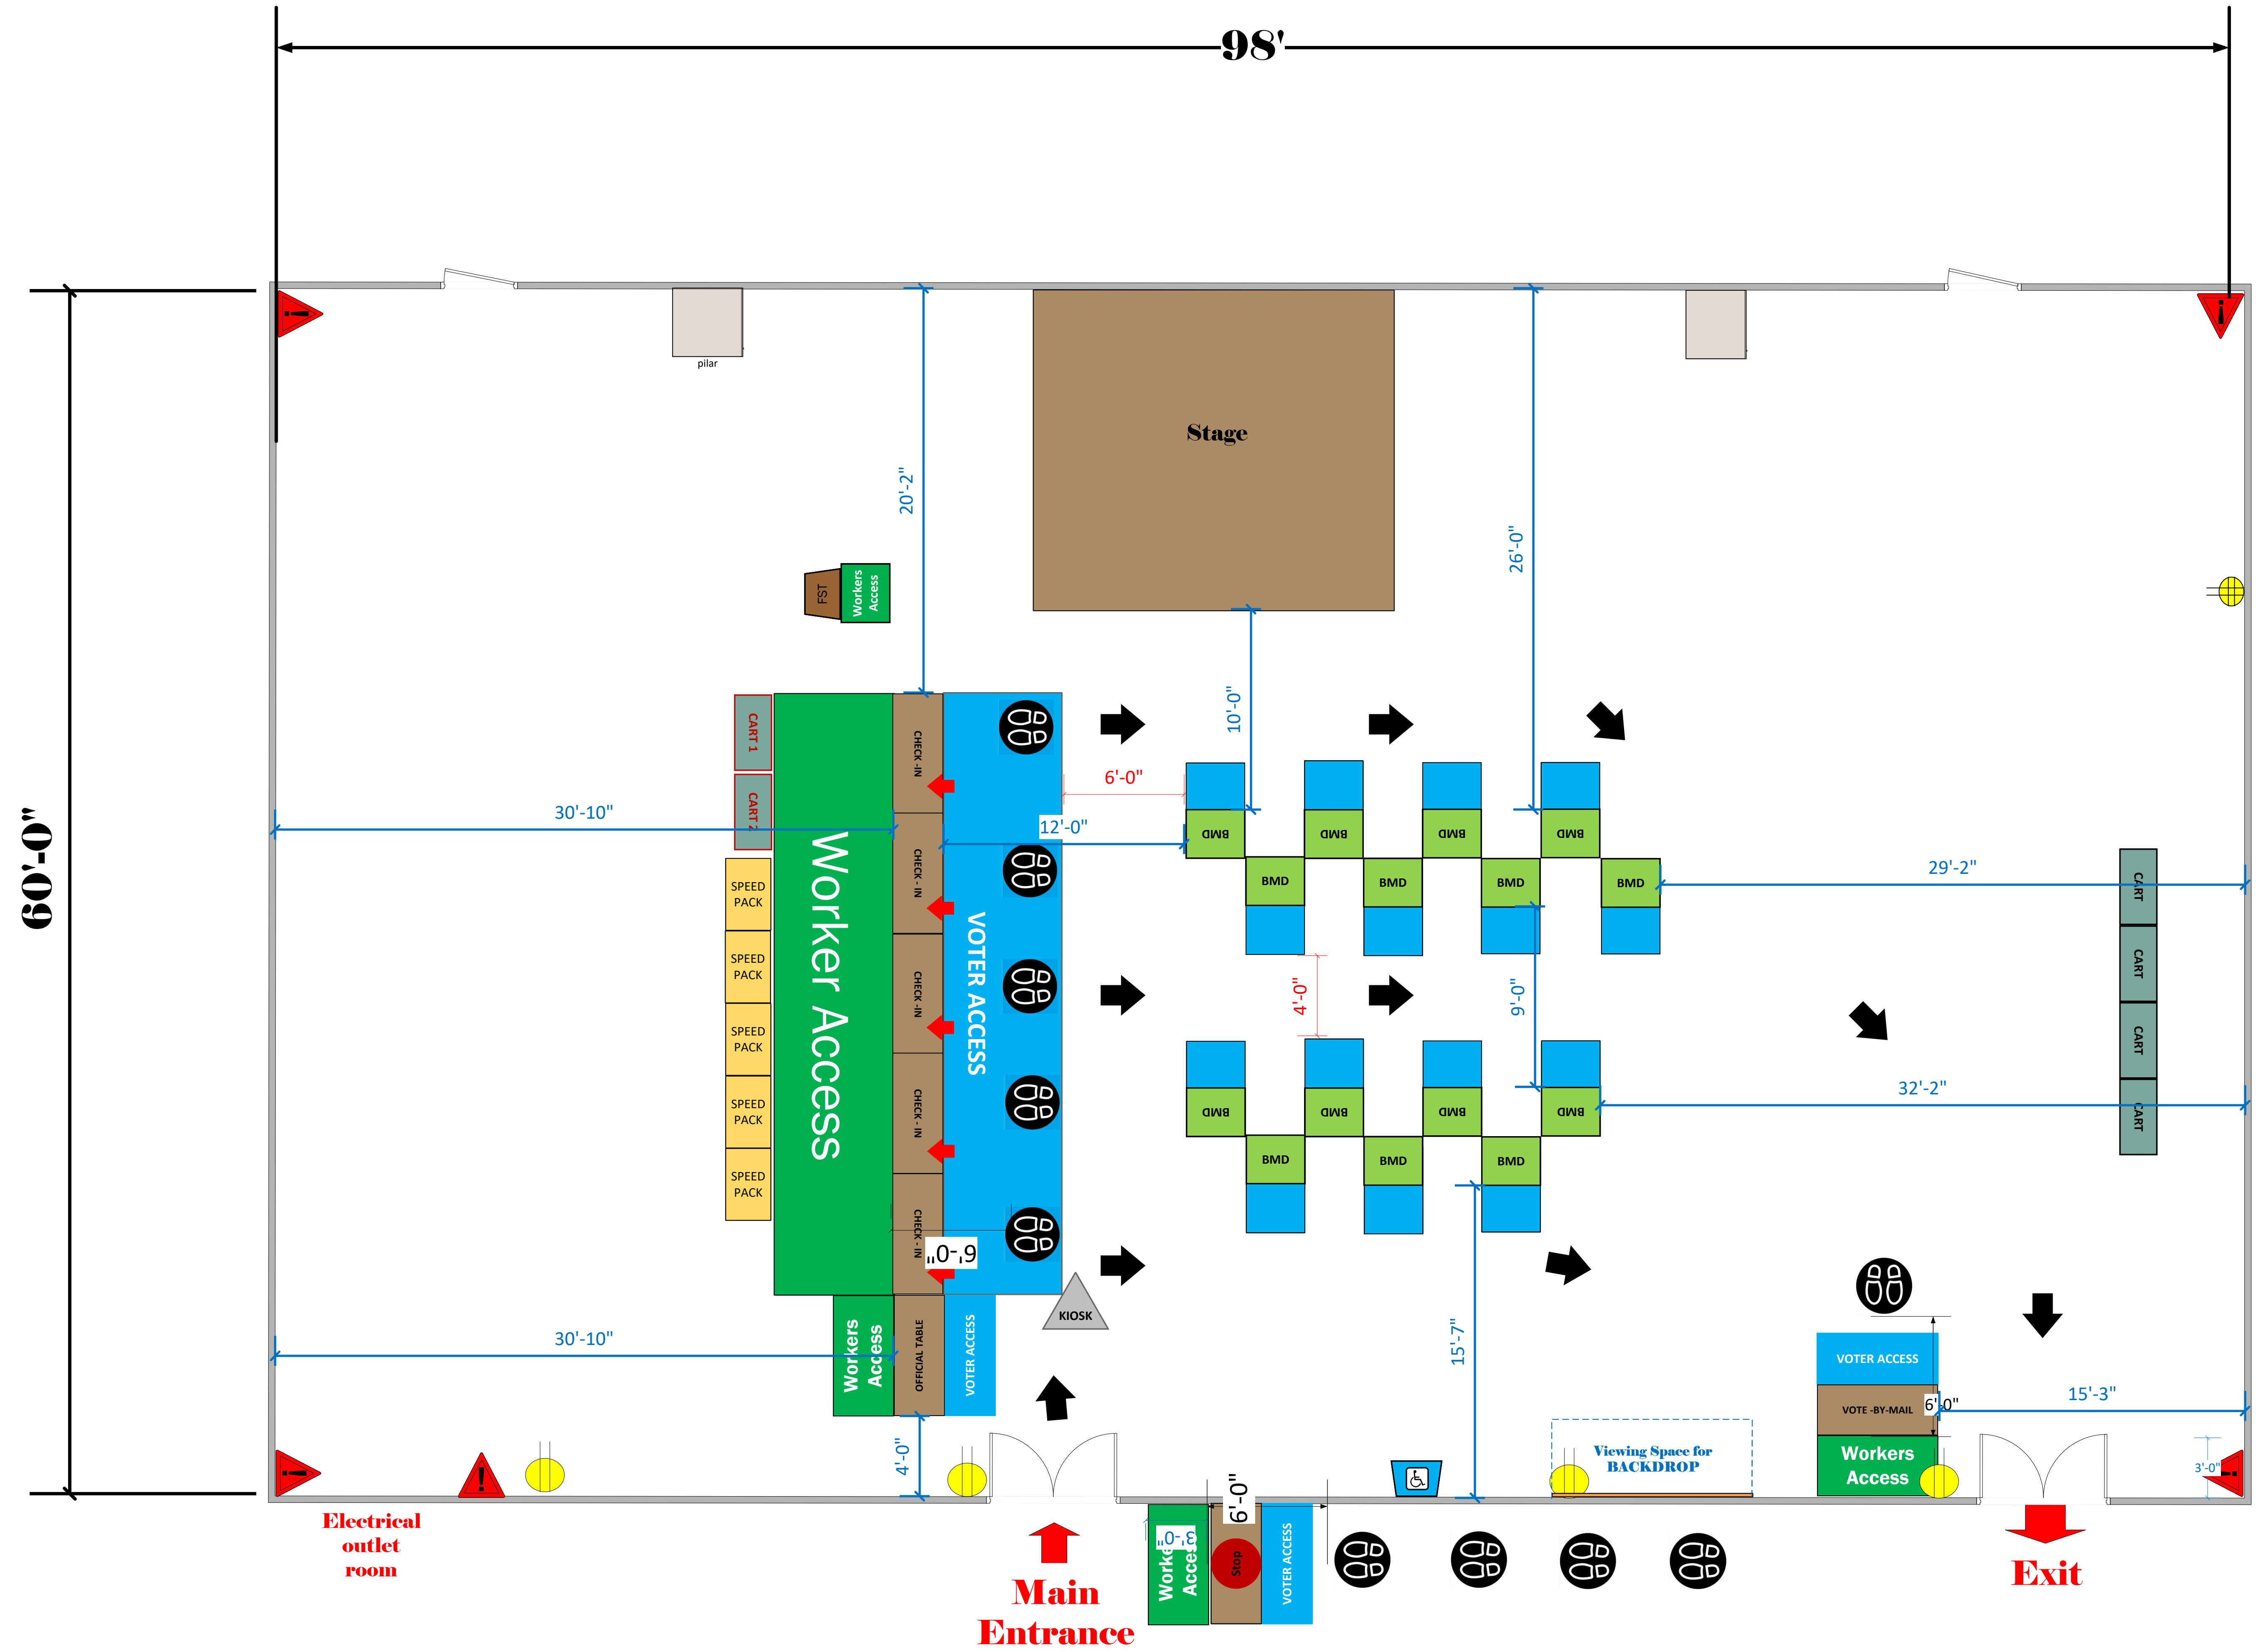 98'
60'-0"
pilar
Stage
20'-2"
26'-0"
FST
Workers
Access
10'-0"
CART 1
CART 2
CHECK -IN
CHECK - IN
CHECK -IN
CHECK - IN
CHECK - IN
6'-0"
30'-10"
12'-0"
BMD
BMD
BMD
BMD
BMD
BMD
BMD
BMD
29'-2"
SPEED
PACK
SPEED
PACK
SPEED
PACK
SPEED
PACK
SPEED
PACK
Worker Access
VOTER ACCESS
CART
CART
CART
CART
4'-0"
9'-0"
32'-2"
BMD
BMD
BMD
BMD
BMD
BMD
BMD
6'-0"
KIOSK
30'-10"
Workers
Access
OFFICIAL TABLE
VOTER ACCESS
15'-7"
VOTER ACCESS
VOTE -BY-MAIL
6'-0"
15'-3"
Workers
Access
4'-0"
Viewing Space for
BACKDROP
3'-0"
Electrical
outlet
room
Main
Entrance
3'-0"
Worke
Access
6'-0"
Stop
VOTER ACCESS
Exit